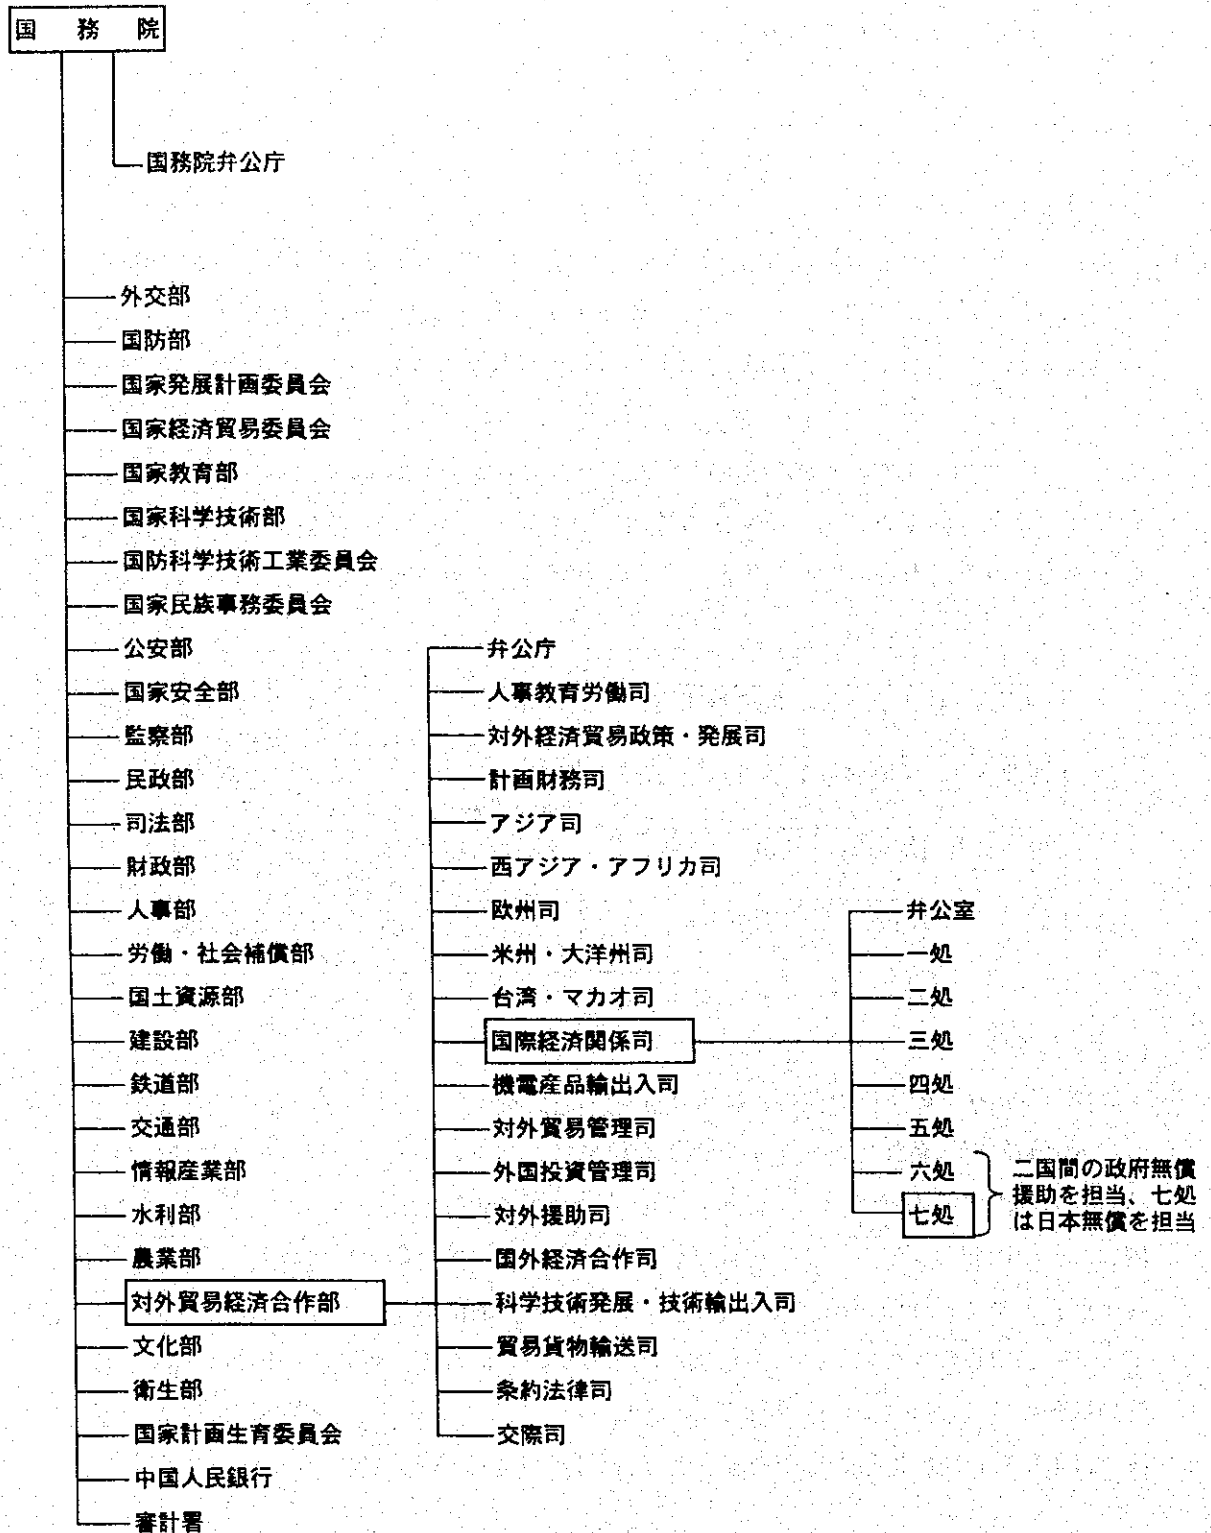 国務院
国務院弁公庁
外交部
国防部
国家発展計画委員会
国家経済貿易委員会
国家教育部
国家科学技術部
国防科学技術工業委員会
国家民族事務委員会
公安部
国家安全部
監察部
民政部
司法部
財政部
人事部
労働・社会補償部
国土資源部
建設部
鉄道部
交通部
情報産業部
水利部
農業部
対外貿易経済合作部
文化部
衛生部
国家計画生育委員会
中国人民銀行
審計署
弁公庁
人事教育労働司
対外経済貿易政策・発展司
計画財務司
アジア司
西アジア・アフリカ司
欧州司
米州・大洋州司
台湾・マカオ司
国際経済関係司
機電産品輸出入司
対外貿易管理司
外国投資管理司
対外援助司
国外経済合作司
科学技術発展・技術輸出入司
貿易貨物輸送司
条約法律司
交際司
弁公室
一処
二処
三処
四処
五処
六処
七処
二国間の政府無償
援助を担当、七処
は日本無償を担当